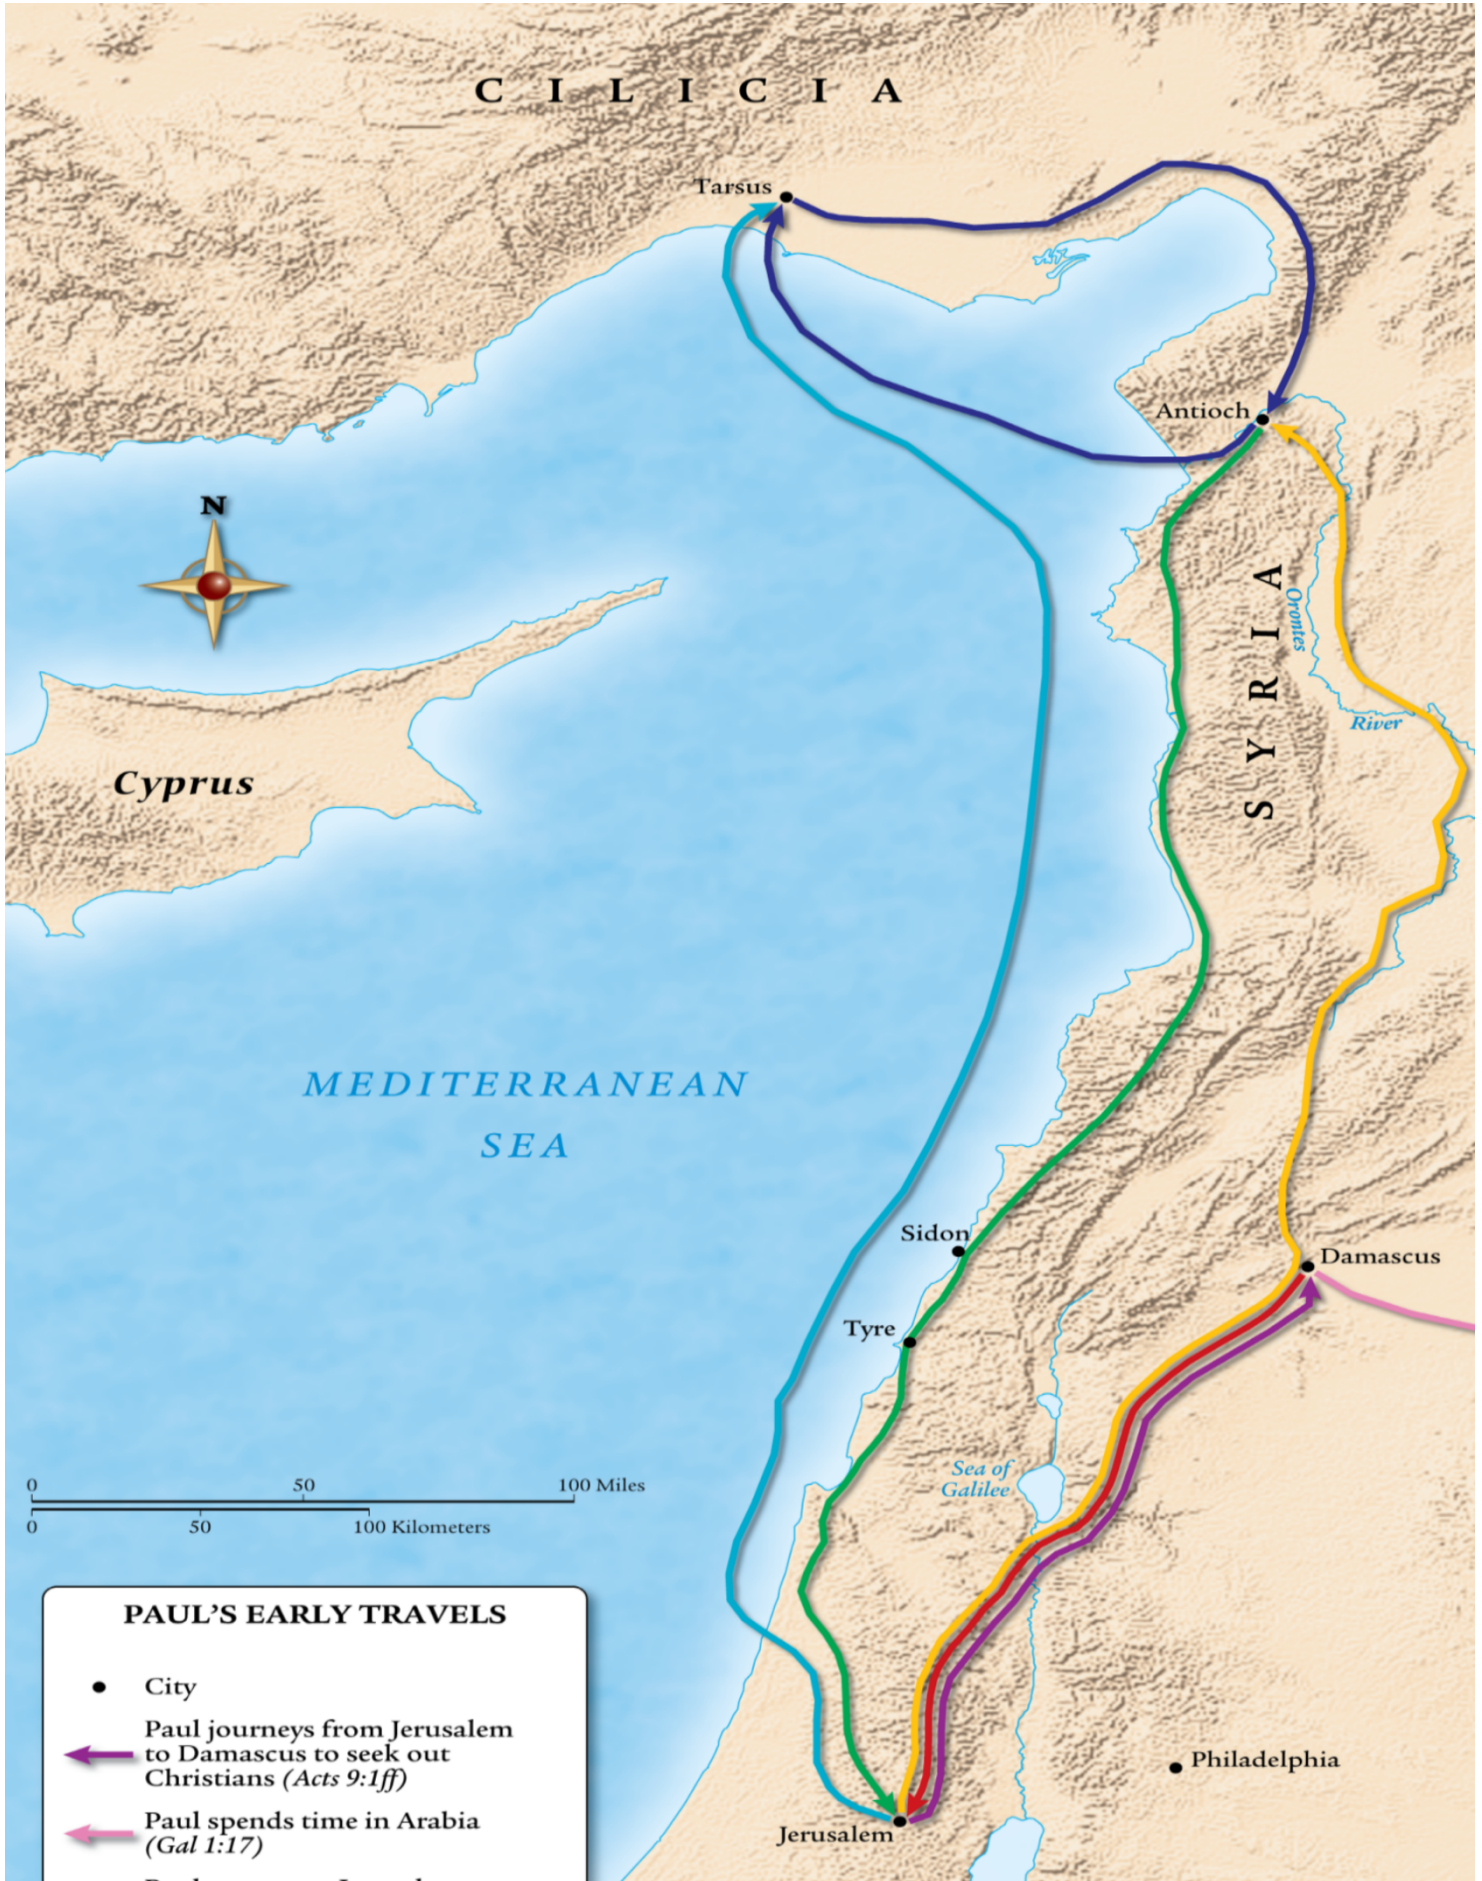 CILICIA
Tarsus
Antioch
N
SYRIA
Orontes
River
Cyprus
MEDITERRANEAN
SEA
Sidon
Damascus
Tyre
Sea of
Galilee
0 50 100 Miles
0 50 100 Kilometers
PAUL'S EARLY TRAVELS
City
Paul journeys from Jerusalem
to Damascus to seek out
Christians (Acts 9:1ff)
Paul spends time in Arabia
(Gal 1:17)
Philadelphia
Jerusalem